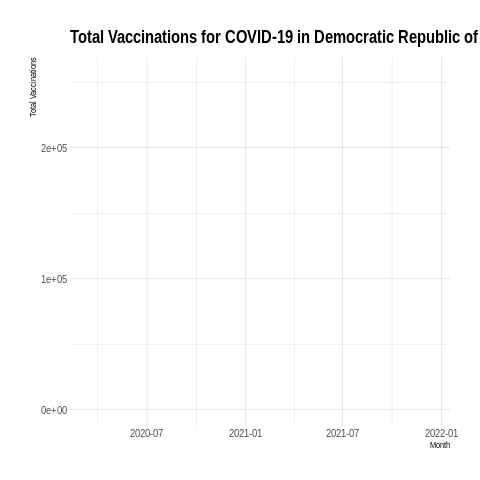 Total Vaccinations for COVID-19 in Democratic Republic of
Total Vaccinations
2e+05
1e+05
0e+00
2020-07 2021-01 2021-07 2022-01
Month